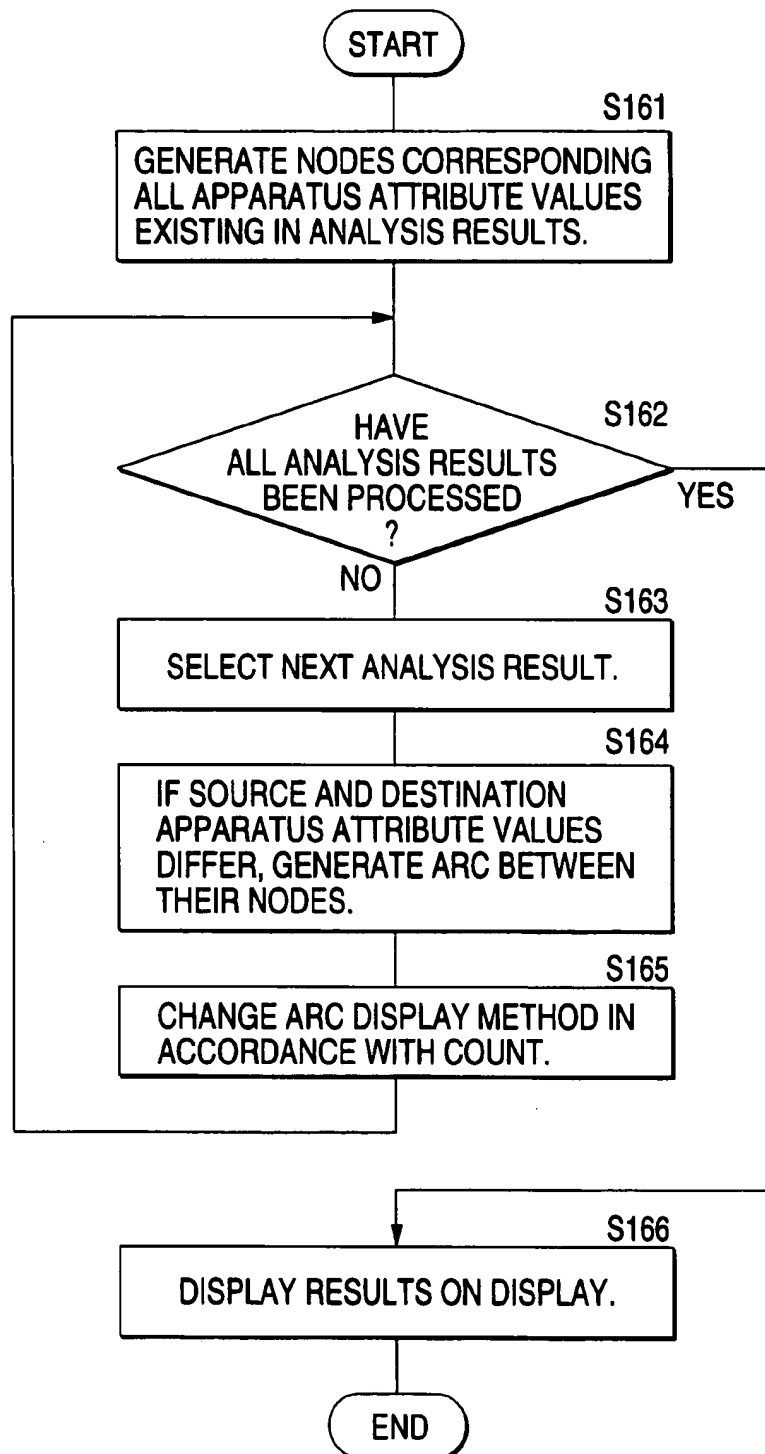 START
S161
GENERATE NODES CORRESPONDING
ALL APPARATUS ATTRIBUTE VALUES
EXISTING IN ANALYSIS RESULTS.
S162
HAVE
ALL ANALYSIS RESULTS
BEEN PROCESSED
?
YES
NO
S163
SELECT NEXT ANALYSIS RESULT.
S164
IF SOURCE AND DESTINATION
APPARATUS ATTRIBUTE VALUES
DIFFER, GENERATE ARC BETWEEN
THEIR NODES.
S165
CHANGE ARC DISPLAY METHOD IN
ACCORDANCE WITH COUNT.
S166
DISPLAY RESULTS ON DISPLAY.
END